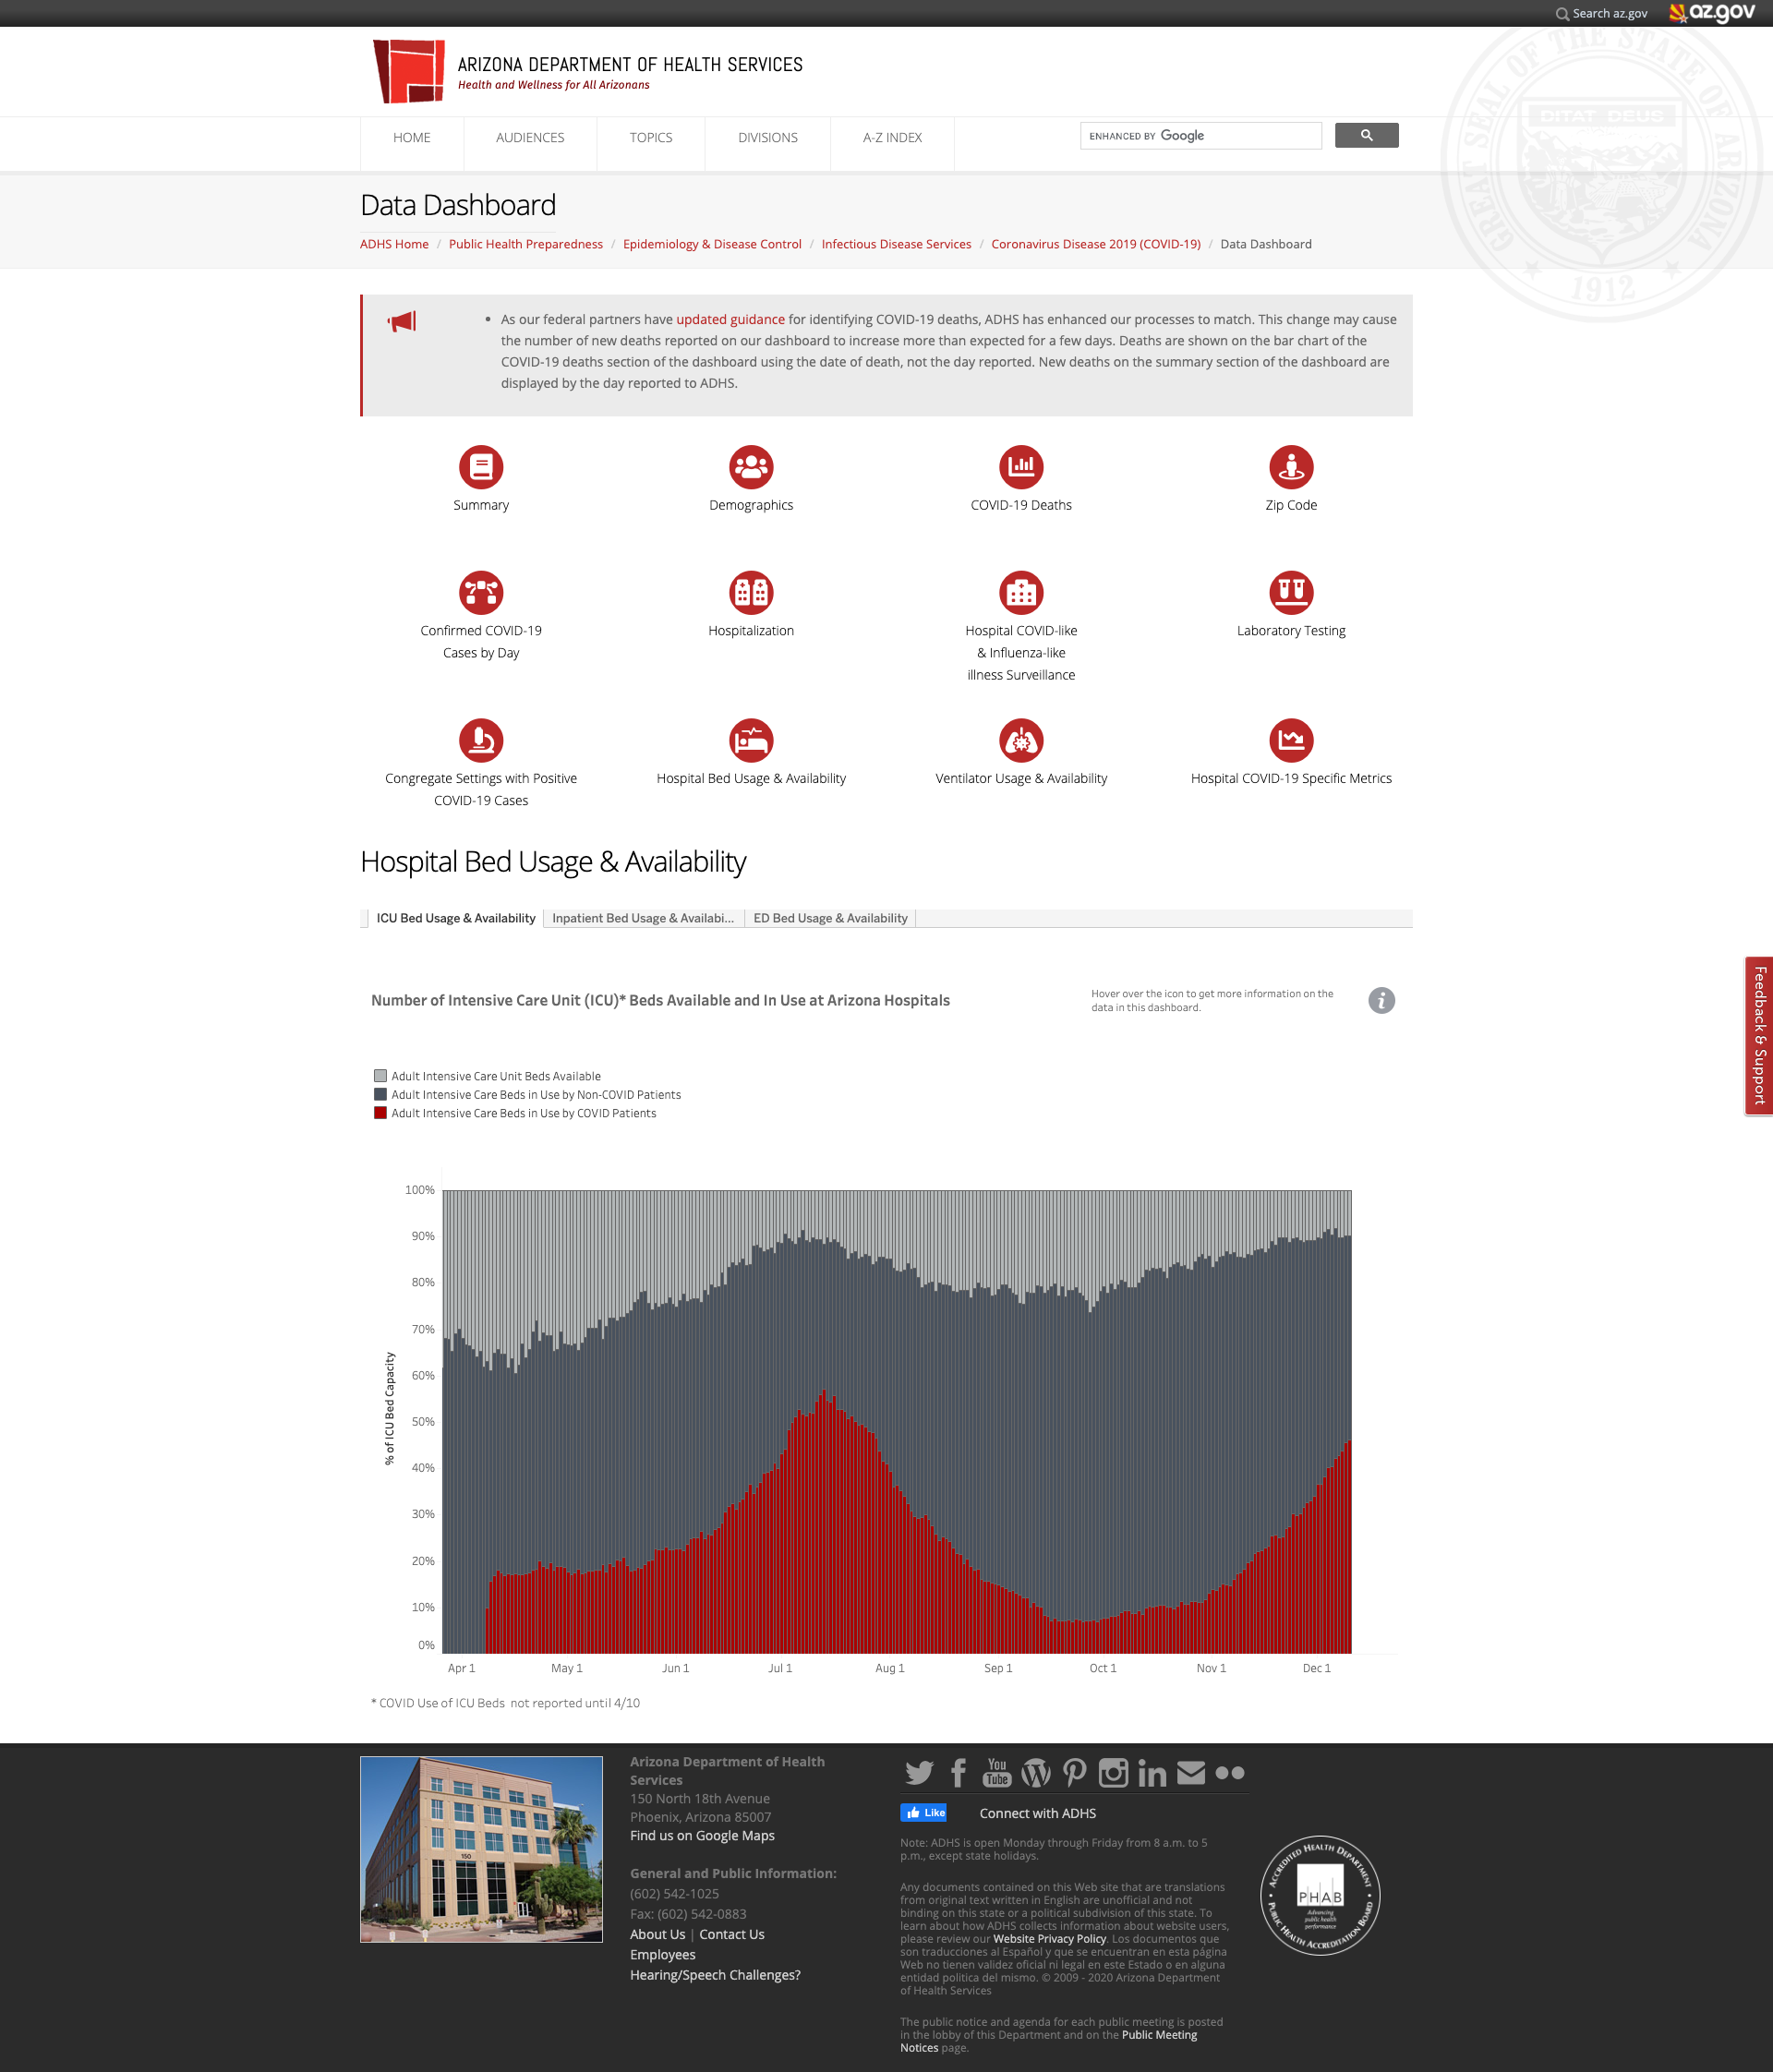 Search az.gov
az.gov
GREAT SEAL OF THE STATE OF ARIZONA
DITAT DEUS
1912
ARIZONA DEPARTMENT OF HEALTH SERVICES
Health and Wellness for All Arizonans
HOME
AUDIENCES
TOPICS
DIVISIONS
A-Z INDEX
ENHANCED BY Google
Data Dashboard
ADHS Home / Public Health Preparedness / Epidemiology & Disease Control / Infectious Disease Services / Coronavirus Disease 2019 (COVID-19) / Data Dashboard
• As our federal partners have updated guidance for identifying COVID-19 deaths, ADHS has enhanced our processes to match. This change may cause
the number of new deaths reported on our dashboard to increase more than expected for a few days. Deaths are shown on the bar chart of the
COVID-19 deaths section of the dashboard using the date of death, not the day reported. New deaths on the summary section of the dashboard are
displayed by the day reported to ADHS.
Summary
Demographics
COVID-19 Deaths
Zip Code
Confirmed COVID-19
Cases by Day
Hospitalization
Hospital COVID-like
& Influenza-like
illness Surveillance
Laboratory Testing
Congregate Settings with Positive
COVID-19 Cases
Hospital Bed Usage & Availability
Ventilator Usage & Availability
Hospital COVID-19 Specific Metrics
Hospital Bed Usage & Availability
ICU Bed Usage & Availability
Inpatient Bed Usage & Availabi...
ED Bed Usage & Availability
Feedback & Support
Number of Intensive Care Unit (ICU)* Beds Available and In Use at Arizona Hospitals
Hover over the icon to get more information on the
data in this dashboard.
i
Adult Intensive Care Unit Beds Available
Adult Intensive Care Beds in Use by Non-COVID Patients
Adult Intensive Care Beds in Use by COVID Patients
% of ICU Bed Capacity
100%
90%
80%
70%
60%
50%
40%
30%
20%
10%
0%
Apr 1
May 1
Jun 1
Jul 1
Aug 1
Sep 1
Oct 1
Nov 1
Dec 1
* COVID Use of ICU Beds not reported until 4/10
150
Arizona Department of Health
Services
150 North 18th Avenue
Phoenix, Arizona 85007
Find us on Google Maps
General and Public Information:
(602) 542-1025
Fax: (602) 542-0883
About Us | Contact Us
Employees
Hearing/Speech Challenges?
You
Tube
Like
Connect with ADHS
Note: ADHS is open Monday through Friday from 8 a.m. to 5
p.m., except state holidays.
Any documents contained on this Web site that are translations
from original text written in English are unofficial and not
binding on this state or a political subdivision of this state. To
learn about how ADHS collects information about website users,
please review our Website Privacy Policy. Los documentos que
son traducciones al Español y que se encuentran en esta página
Web no tienen validez oficial ni legal en este Estado o en alguna
entidad politica del mismo. © 2009 - 2020 Arizona Department
of Health Services
The public notice and agenda for each public meeting is posted
in the lobby of this Department and on the Public Meeting
Notices page.
ACCREDITED HEALTH DEPARTMENT
PHAB
Advancing
public health
performance
PUBLIC HEALTH ACCREDITATION BOARD